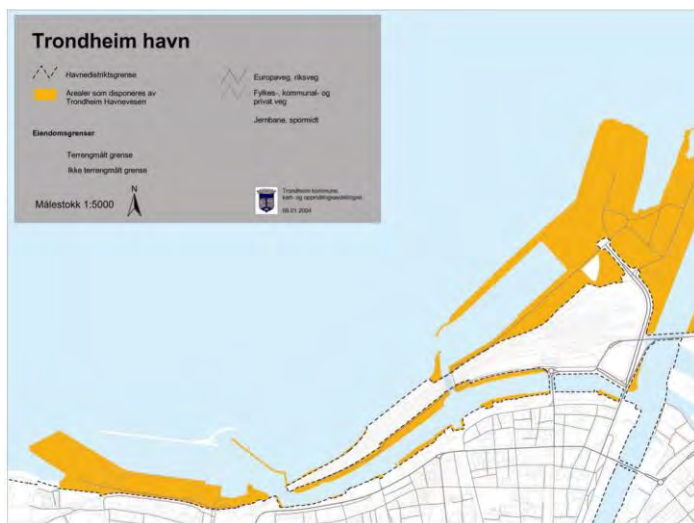 Trondheim havn
Havnedistriktsgrense
Arealer som disponeres av
Trondheim Havnevesen
Eiendomsgrenser
Terrengmålt grense
Ikke terrengmålt grense
Målestokk 1:5000
N
Europaveg, riksveg
Fylkes-, kommunal- og
privat veg
Jernbane, spormidt
Trondheim kommune,
kart- og oppmålingsavdelingen